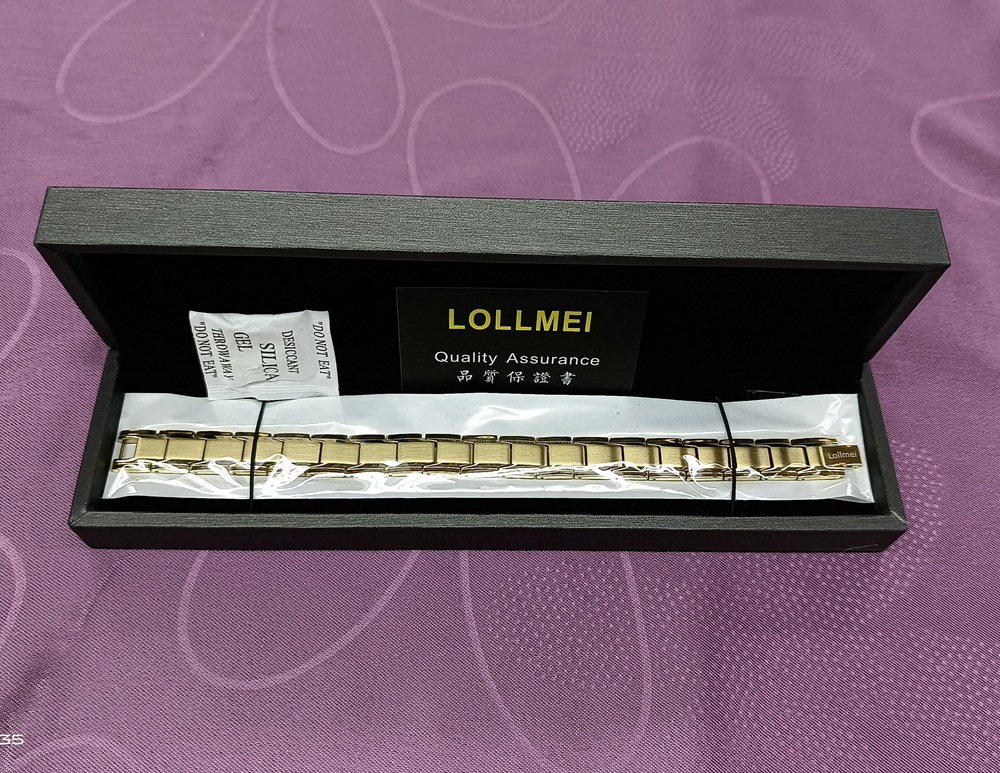 LOLLMEI
Quality Assurance
品質保證書
"DO NOT EAT"
DESICCANT
SILICA
GEL
THROW AWAY
"DO NOT EAT"
Lollmei
35